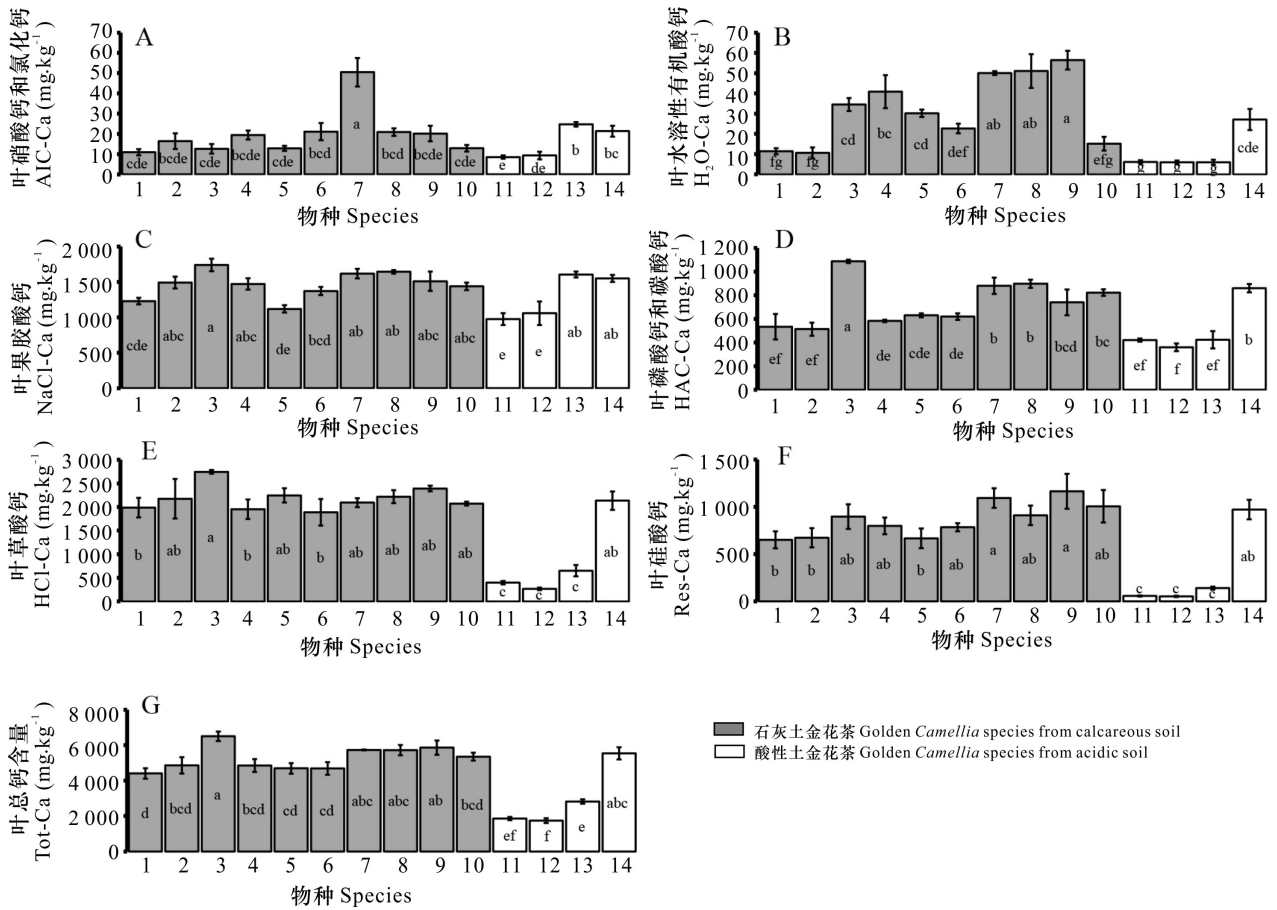 A
叶硝酸钙和氯化钙
AIC-Ca (mg·kg⁻¹)
70
60
50
40
30
20
10
0
cde
bcde
cde
bcde
cde
bcd
a
bcd
bcde
cde
e
de
b
bc
1 2 3 4 5 6 7 8 9 10 11 12 13 14
物种 Species
B
叶水溶性有机酸钙
H₂O-Ca (mg·kg⁻¹)
70
60
50
40
30
20
10
0
fg
fg
cd
bc
cd
def
ab
ab
a
efg
g
g
g
cde
1 2 3 4 5 6 7 8 9 10 11 12 13 14
物种 Species
C
叶果胶酸钙
NaCl-Ca (mg·kg⁻¹)
2 000
1 500
1 000
500
0
cde
abc
a
abc
de
bcd
ab
ab
abc
abc
e
e
ab
ab
1 2 3 4 5 6 7 8 9 10 11 12 13 14
物种 Species
D
叶磷酸钙和碳酸钙
HAC-Ca (mg·kg⁻¹)
1 200
1 000
800
600
400
200
0
ef
ef
a
de
cde
de
b
b
bcd
bc
ef
f
ef
b
1 2 3 4 5 6 7 8 9 10 11 12 13 14
物种 Species
E
叶草酸钙
HCl-Ca (mg·kg⁻¹)
3 000
2 500
2 000
1 500
1 000
500
0
b
ab
a
b
ab
b
ab
ab
ab
ab
c
c
c
ab
1 2 3 4 5 6 7 8 9 10 11 12 13 14
物种 Species
F
叶硅酸钙
Res-Ca (mg·kg⁻¹)
1 500
1 000
500
0
b
b
ab
ab
b
ab
a
ab
a
ab
c
c
c
ab
1 2 3 4 5 6 7 8 9 10 11 12 13 14
物种 Species
G
叶总钙含量
Tot-Ca (mg·kg⁻¹)
8 000
6 000
4 000
2 000
0
d
bcd
a
bcd
cd
cd
abc
abc
ab
bcd
ef
f
e
abc
1 2 3 4 5 6 7 8 9 10 11 12 13 14
物种 Species
石灰土金花茶 Golden Camellia species from calcareous soil
酸性土金花茶 Golden Camellia species from acidic soil